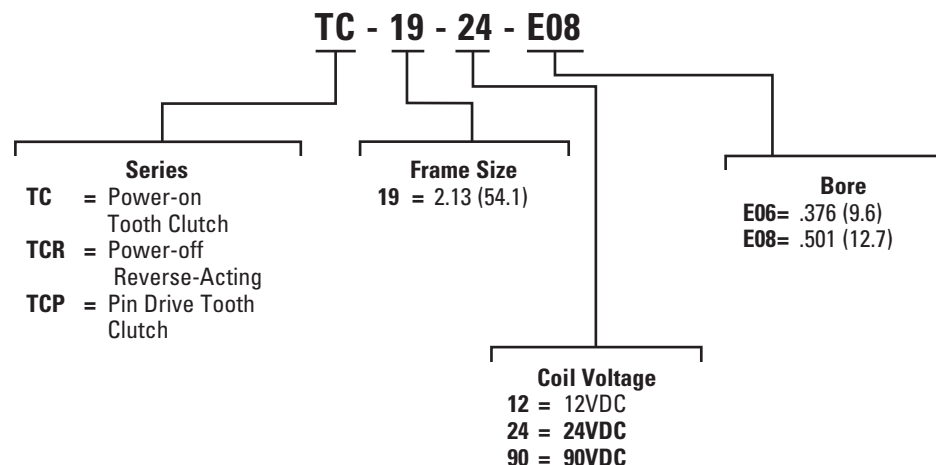 TC - 19 - 24 - E08
Series
TC = Power-on
Tooth Clutch
TCR = Power-off
Reverse-Acting
TCP = Pin Drive Tooth
Clutch
Frame Size
19 = 2.13 (54.1)
Bore
E06= .376 (9.6)
E08= .501 (12.7)
Coil Voltage
12 = 12VDC
24 = 24VDC
90 = 90VDC